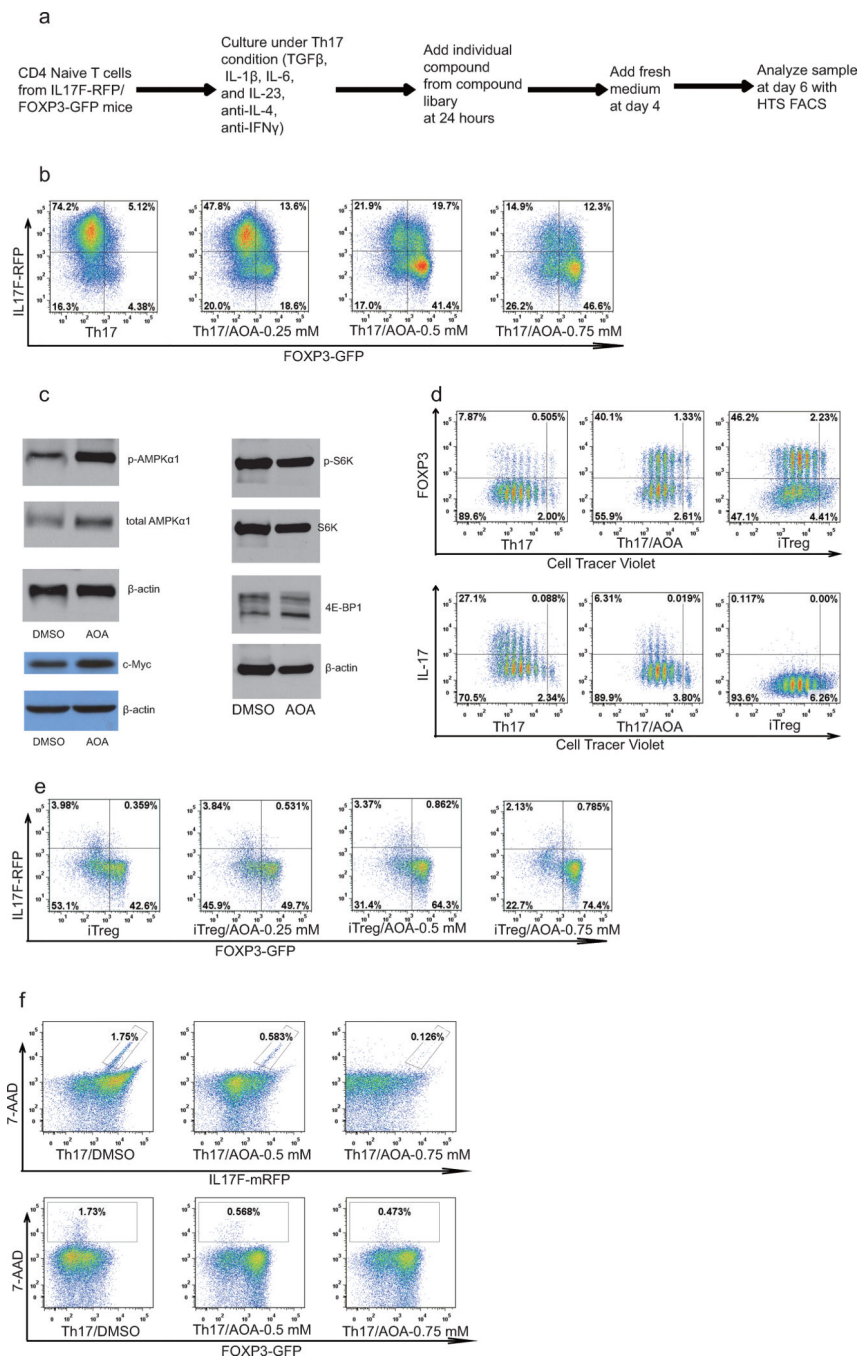 a
CD4 Naive T cells
from IL17F-RFP/
FOXP3-GFP mice
Culture under Th17
condition (TGFβ,
IL-1β, IL-6,
and IL-23,
anti-IL-4,
anti-IFNγ)
Add individual
compound
from compound
libary
at 24 hours
Add fresh
medium
at day 4
Analyze sample
at day 6 with
HTS FACS
b
IL17F-RFP
74.2% 5.12%
16.3% 4.38%
Th17
47.8% 13.6%
20.0% 18.6%
Th17/AOA-0.25 mM
21.9% 19.7%
17.0% 41.4%
Th17/AOA-0.5 mM
14.9% 12.3%
26.2% 46.6%
Th17/AOA-0.75 mM
FOXP3-GFP
c
p-AMPKα1
total AMPKα1
β-actin
DMSO AOA
c-Myc
β-actin
DMSO AOA
p-S6K
S6K
4E-BP1
β-actin
DMSO AOA
d
FOXP3
7.87% 0.505%
89.6% 2.00%
Th17
40.1% 1.33%
55.9% 2.61%
Th17/AOA
46.2% 2.23%
47.1% 4.41%
iTreg
Cell Tracer Violet
IL-17
27.1% 0.088%
70.5% 2.34%
Th17
6.31% 0.019%
89.9% 3.80%
Th17/AOA
0.117% 0.00%
93.6% 6.26%
iTreg
Cell Tracer Violet
e
IL17F-RFP
3.98% 0.359%
53.1% 42.6%
iTreg
3.84% 0.531%
45.9% 49.7%
iTreg/AOA-0.25 mM
3.37% 0.862%
31.4% 64.3%
iTreg/AOA-0.5 mM
2.13% 0.785%
22.7% 74.4%
iTreg/AOA-0.75 mM
FOXP3-GFP
f
7-AAD
1.75%
Th17/DMSO
0.583%
Th17/AOA-0.5 mM
0.126%
Th17/AOA-0.75 mM
IL17F-mRFP
7-AAD
1.73%
Th17/DMSO
0.568%
Th17/AOA-0.5 mM
0.473%
Th17/AOA-0.75 mM
FOXP3-GFP